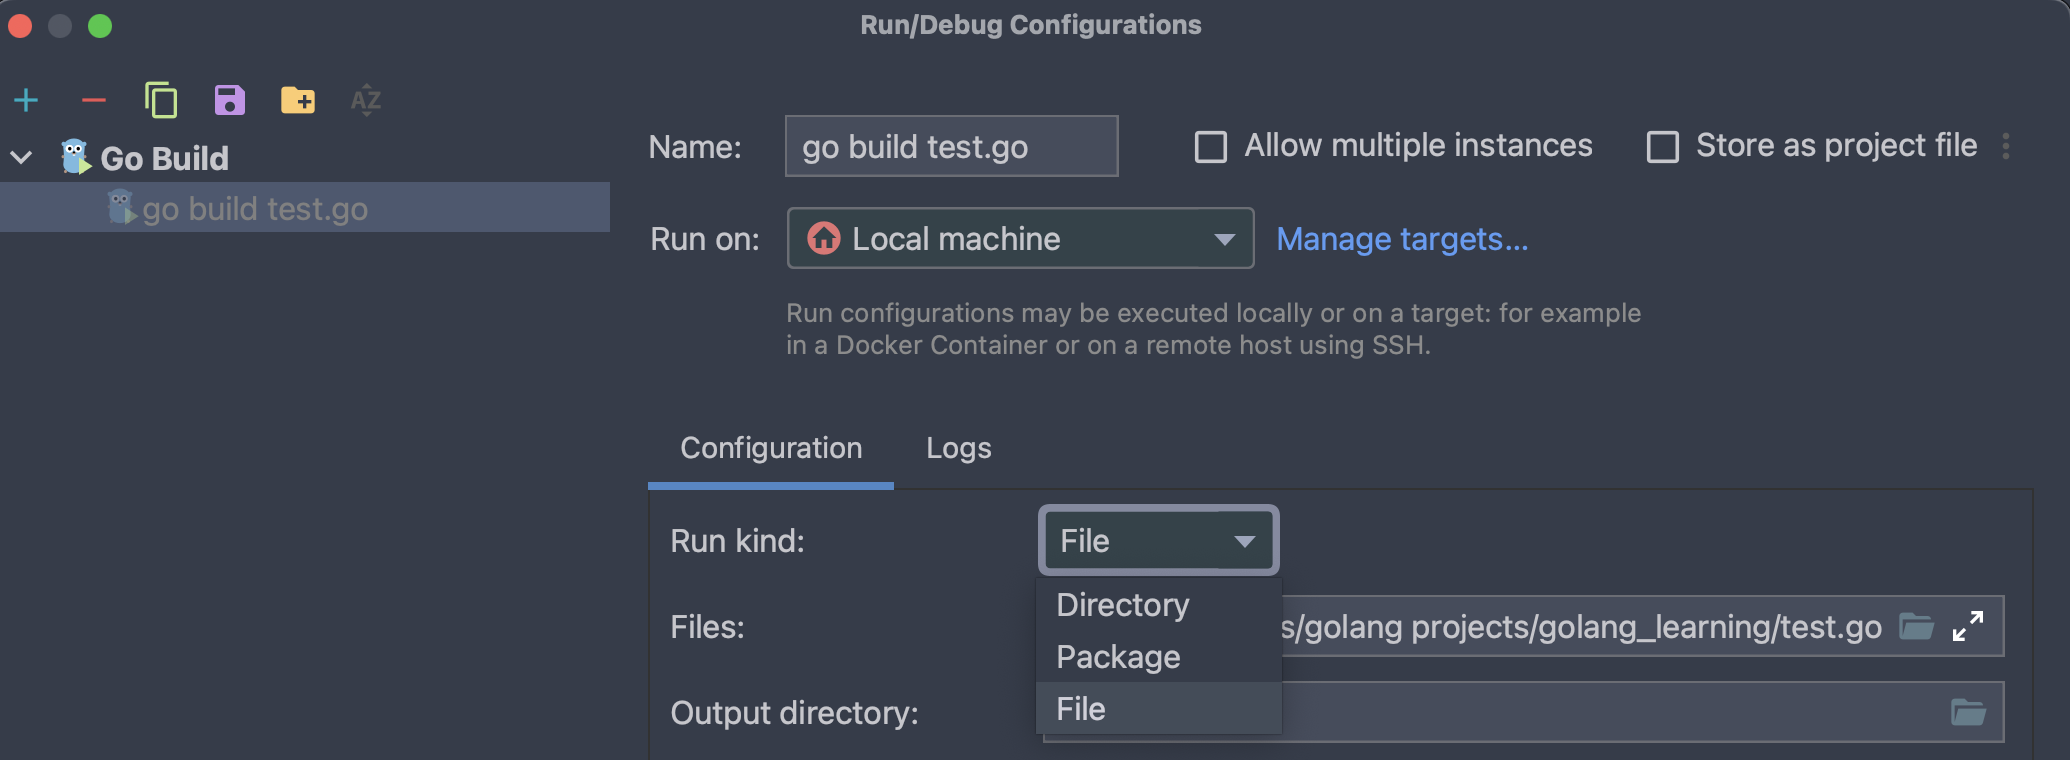 Run/Debug Configurations
AZ
Go Build
go build test.go
Name:
go build test.go
Allow multiple instances
Store as project file
Run on:
Local machine
Manage targets...
Run configurations may be executed locally or on a target: for example
in a Docker Container or on a remote host using SSH.
Configuration
Logs
Run kind:
File
Directory
Package
File
Files:
s/golang projects/golang_learning/test.go
Output directory: